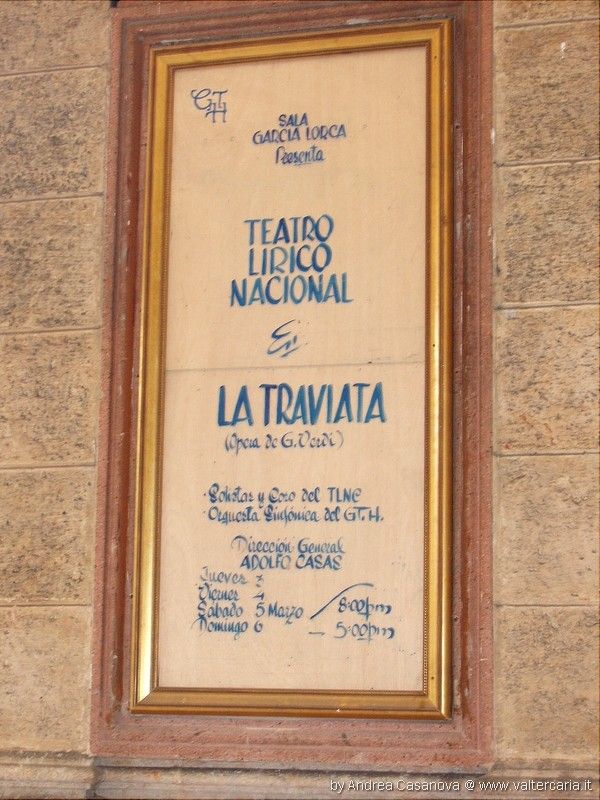 GTH
SALA
GARCIA LORCA
Presenta
TEATRO
LIRICO
NACIONAL
En
LA TRAVIATA
(Opera de G. Verdi)
· Solistas y Coro del TLNC
· Orquesta Sinfónica del G.T.H.
Dirección General
ADOLFO CASAS
Jueves 3
Viernes 4
Sábado 5 Marzo / 8:00pm
Domingo 6 — 5:00pm
by Andrea Casanova @ www.valtercaria.it